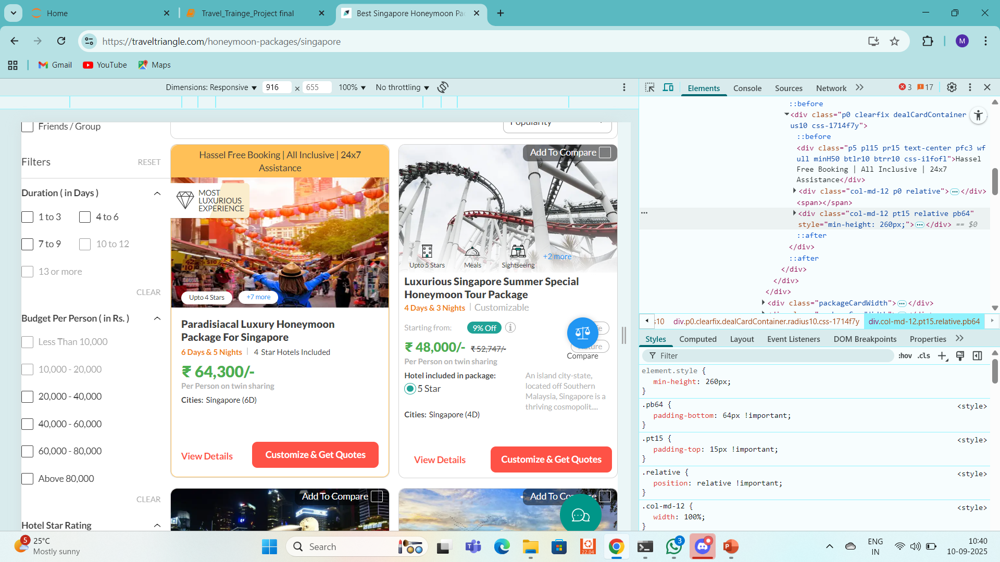 Home
Travel_Trainge_Project final
Best Singapore Honeymoon Pac
https://traveltriangle.com/honeymoon-packages/singapore
M
Gmail
YouTube
Maps
Dimensions: Responsive
916 x 655
100%
No throttling
Elements
Console
Sources
Network
3
17
Friends / Group
Popularity
Filters
RESET
Duration ( in Days )
1 to 3
4 to 6
7 to 9
10 to 12
13 or more
CLEAR
Budget Per Person ( in Rs. )
Less Than 10,000
10,000 - 20,000
20,000 - 40,000
40,000 - 60,000
60,000 - 80,000
Above 80,000
CLEAR
Hotel Star Rating
Hassel Free Booking | All Inclusive | 24x7
Assistance
MOST
LUXURIOUS
EXPERIENCE
Upto 4 Stars
+7 more
Paradisiacal Luxury Honeymoon
Package For Singapore
6 Days & 5 Nights
4 Star Hotels Included
₹ 64,300/-
Per Person on twin sharing
Cities: Singapore (6D)
View Details
Customize & Get Quotes
Add To Compare
Upto 5 Stars
Meals
Sightseeing
+2 more
Luxurious Singapore Summer Special
Honeymoon Tour Package
4 Days & 3 Nights
Customizable
Starting from:
9% Off
₹ 48,000/-
₹ 52,747/-
Per Person on twin sharing
Compare
Hotel included in package:
5 Star
An island city-state,
located off Southern
Malaysia, Singapore is a
thriving cosmopolit....
Cities: Singapore (4D)
View Details
Customize & Get Quotes
Add To Compare
Add To Compare
::before
<div class="p0 clearfix dealCardContainer
us10 css-1714f7y">
::before
<div class="p5 pl15 pr15 text-center pfc3 wf
ull minH50 btlr10 btrr10 css-i1fofl">Hassel
Free Booking | All Inclusive | 24x7
Assistance</div>
<div class="col-md-12 p0 relative"> </div>
<span></span>
<div class="col-md-12 pt15 relative pb64"
style="min-height: 260px;"> </div> == $0
::after
</div>
::after
</div>
</div>
</div>
<div class="packageCardWidth"> </div>
s10
div.p0.clearfix.dealCardContainer.radius10.css-1714f7y
div.col-md-12.pt15.relative.pb64
Styles
Computed
Layout
Event Listeners
DOM Breakpoints
Properties
Filter
:hov
.cls
element.style {
min-height: 260px;
}
.pb64 {
<style>
padding-bottom: 64px !important;
}
.pt15 {
<style>
padding-top: 15px !important;
}
.relative {
<style>
position: relative !important;
}
.col-md-12 {
<style>
width: 100%;
}
5
25°C
Mostly sunny
Search
22.04
3
ENG
IN
10:40
10-09-2025